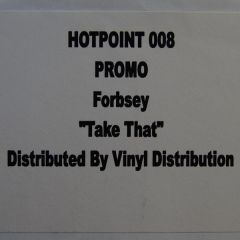 HOTPOINT 008
PROMO
Forbsey
"Take That"
Distributed By Vinyl Distribution